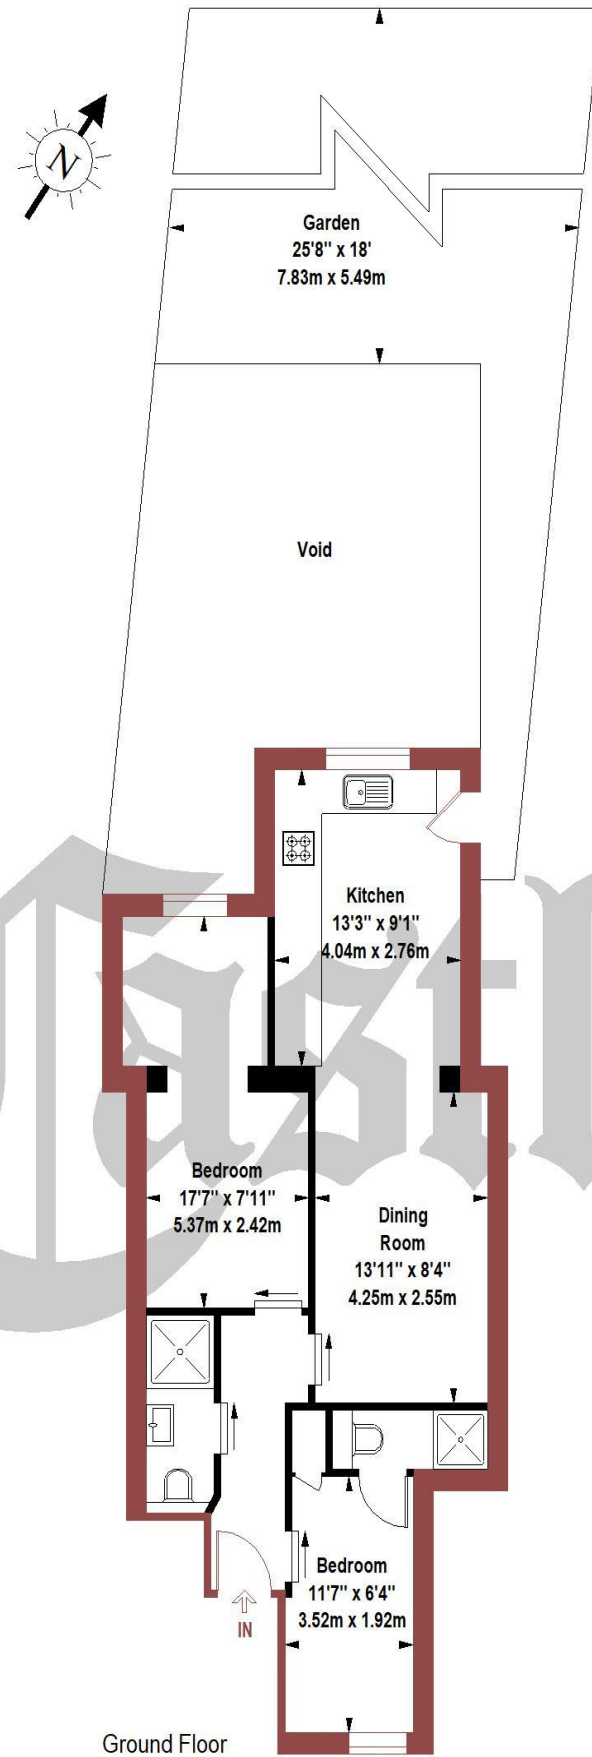 N
Garden
25'8" x 18'
7.83m x 5.49m
Void
Kitchen
13'3" x 9'1"
4.04m x 2.76m
Bedroom
17'7" x 7'11"
5.37m x 2.42m
Dining
Room
13'11" x 8'4"
4.25m x 2.55m
Bedroom
11'7" x 6'4"
3.52m x 1.92m
IN
Ground Floor